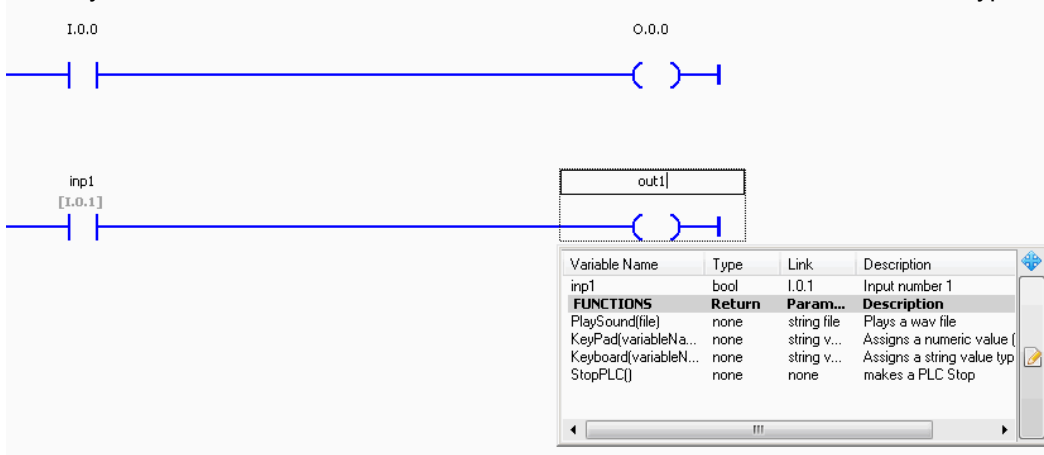 I.0.0 O.0.0
inp1 out1
[I.0.1]
Variable Name Type Link Description
inp1 bool I.0.1 Input number 1
FUNCTIONS Return Param... Description
PlaySound(file) none string file Plays a wav file
KeyPad(variableNa... none string v... Assigns a numeric value (
Keyboard(variableN... none string v... Assigns a string value typ
StopPLC() none none makes a PLC Stop